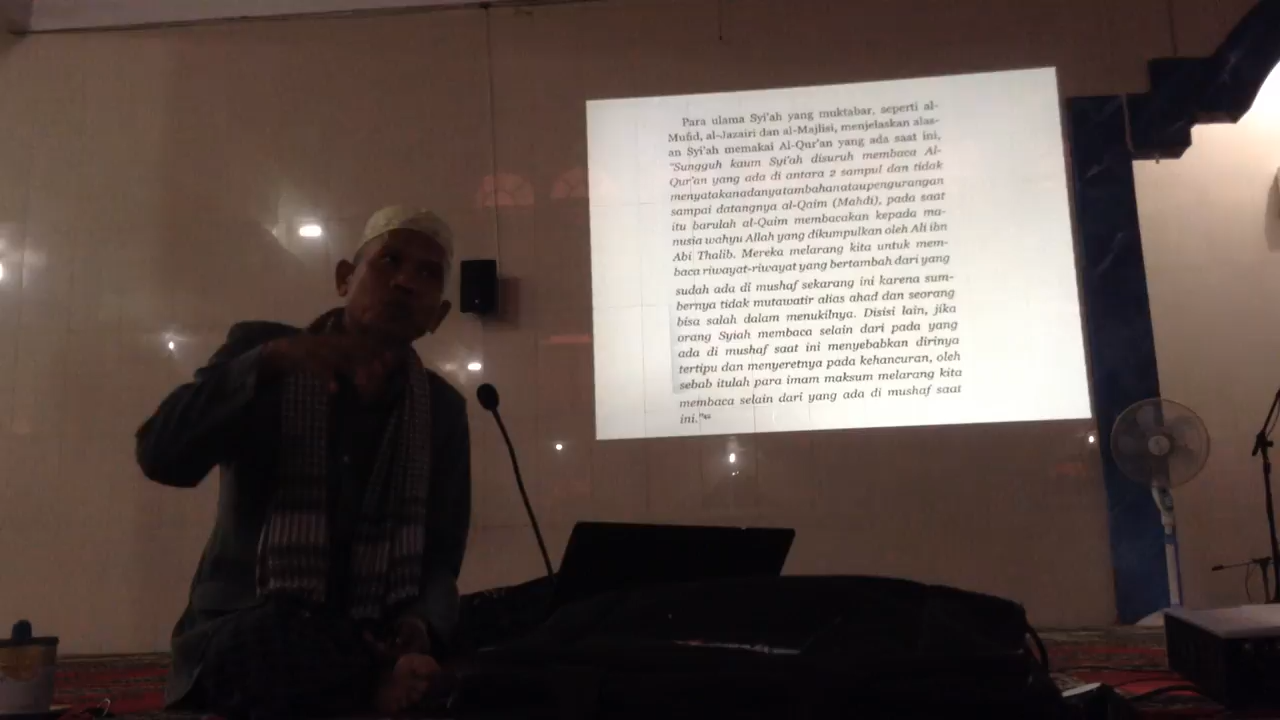 Para ulama Syi'ah yang muktabar, seperti al-
Mufid, al-Jazairi dan al-Majlisi, menjelaskan alas-
an Syi'ah memakai Al-Qur'an yang ada saat ini,
"Sungguh kaum Syi'ah disuruh membaca Al-
Qur'an yang ada di antara 2 sampul dan tidak
menyatakanadanyatambahanataupengurangan
sampai datangnya al-Qaim (Mahdi), pada saat
itu barulah al-Qaim membacakan kepada ma-
nusia wahyu Allah yang dikumpulkan oleh Ali ibn
Abi Thalib. Mereka melarang kita untuk mem-
baca riwayat-riwayat yang bertambah dari yang
sudah ada di mushaf sekarang ini karena sum-
bernya tidak mutawatir alias ahad dan seorang
bisa salah dalam menukilnya. Disisi lain, jika
orang Syiah membaca selain dari pada yang
ada di mushaf saat ini menyebabkan dirinya
tertipu dan menyeretnya pada kehancuran, oleh
sebab itulah para imam maksum melarang kita
membaca selain dari yang ada di mushaf saat
ini."